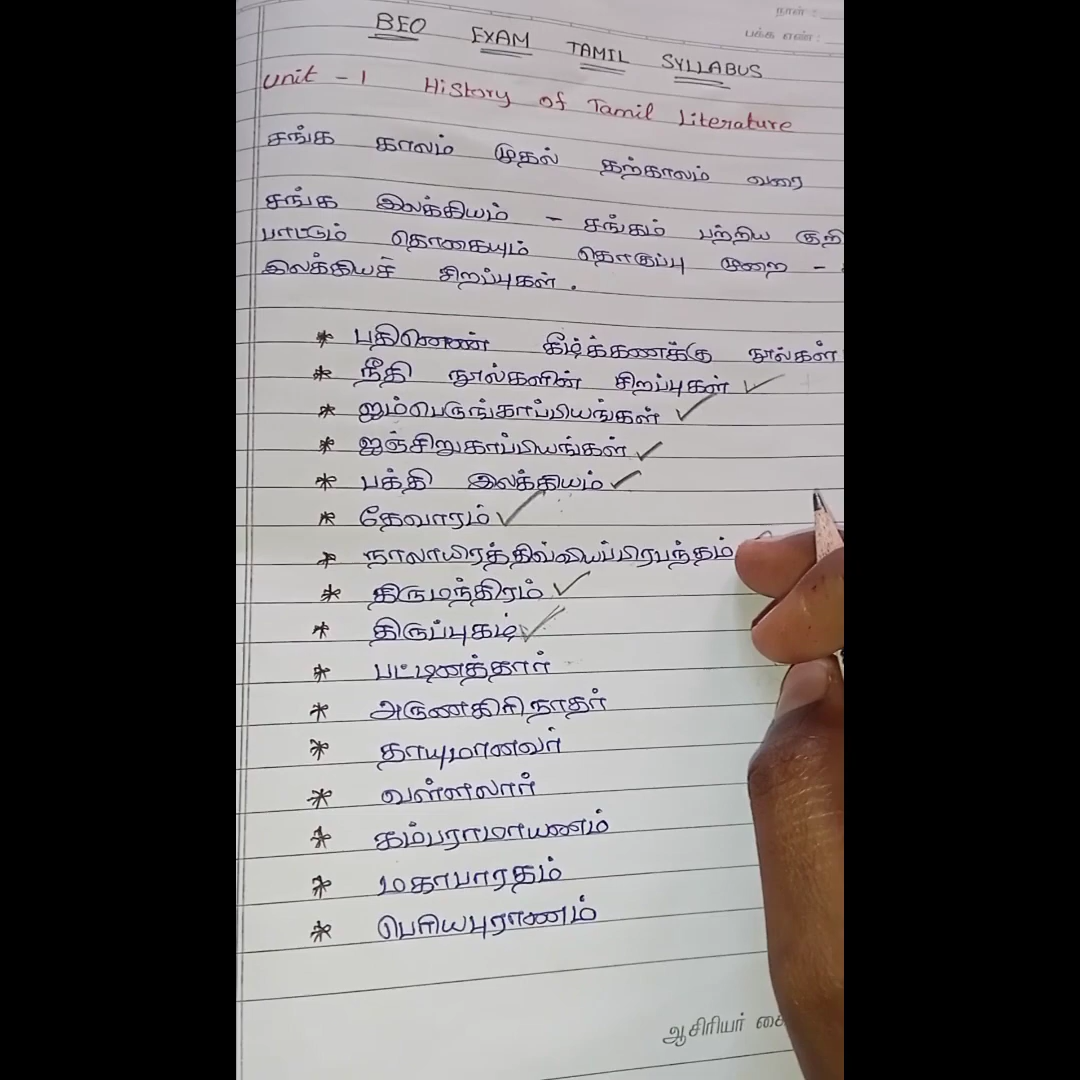 நாள் :
பக்க எண் :
BEO EXAM TAMIL SYLLABUS
Unit - 1 History of Tamil Literature
சங்க காலம் முதல் தற்காலம் வரை
சங்க இலக்கியம் - சங்கம் பற்றிய குறி
பாட்டும் தொகையும் தொகுப்பு முறை -
இலக்கியச் சிறப்புகள் .
* பதினெண் கீழ்க்கணக்கு நூல்கள்
* நீதி நூல்களின் சிறப்புகள் ✓
* ஐம்பெருங்காப்பியங்கள் ✓
* ஐஞ்சிறுகாப்பியங்கள் ✓
* பக்தி இலக்கியம் ✓
* தேவாரம் ✓
* நாலாயிரத்திவ்யைப்பிரபந்தம்
* திருமந்திரம் ✓
* திருப்புகழ் ✓
* பட்டினத்தார்
* அருணகிரிநாதர்
* தாயுமானவர்
* வள்ளலார்
* கம்பராமாயணம்
* மகாபாரதம்
* பெரியபுராணம்
ஆசிரியர்